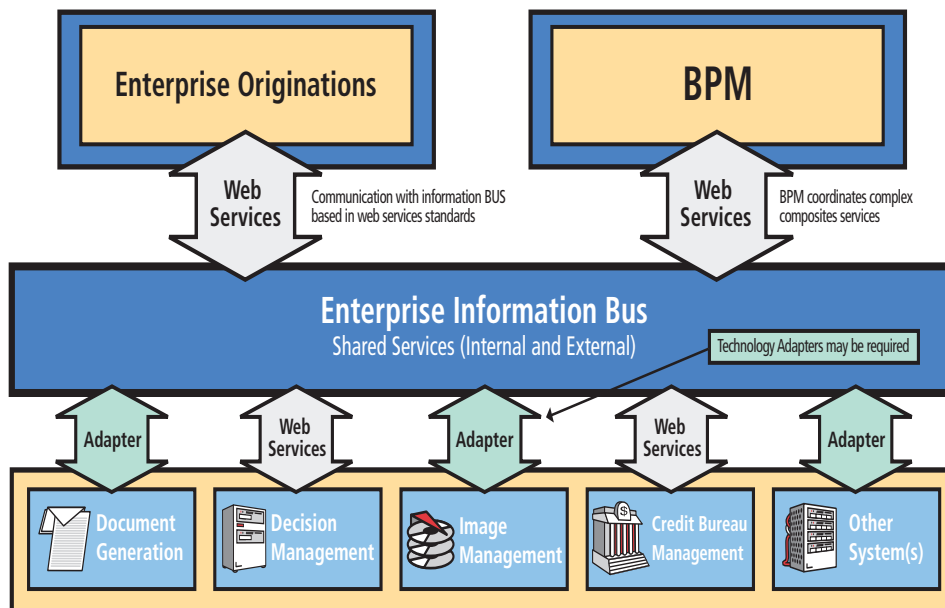 Enterprise Originations
BPM
Web
Services
Communication with information BUS
based in web services standards
Web
Services
BPM coordinates complex
composites services
Enterprise Information Bus
Shared Services (Internal and External)
Technology Adapters may be required
Adapter
Web
Services
Adapter
Web
Services
Adapter
Document
Generation
Decision
Management
Image
Management
$
Credit Bureau
Management
Other
System(s)